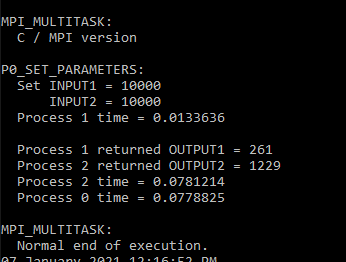 MPI_MULTITASK:
C / MPI version
P0_SET_PARAMETERS:
Set INPUT1 = 10000
INPUT2 = 10000
Process 1 time = 0.0133636
Process 1 returned OUTPUT1 = 261
Process 2 returned OUTPUT2 = 1229
Process 2 time = 0.0781214
Process 0 time = 0.0778825
MPI_MULTITASK:
Normal end of execution.
07 January 2021 12:16:52 PM